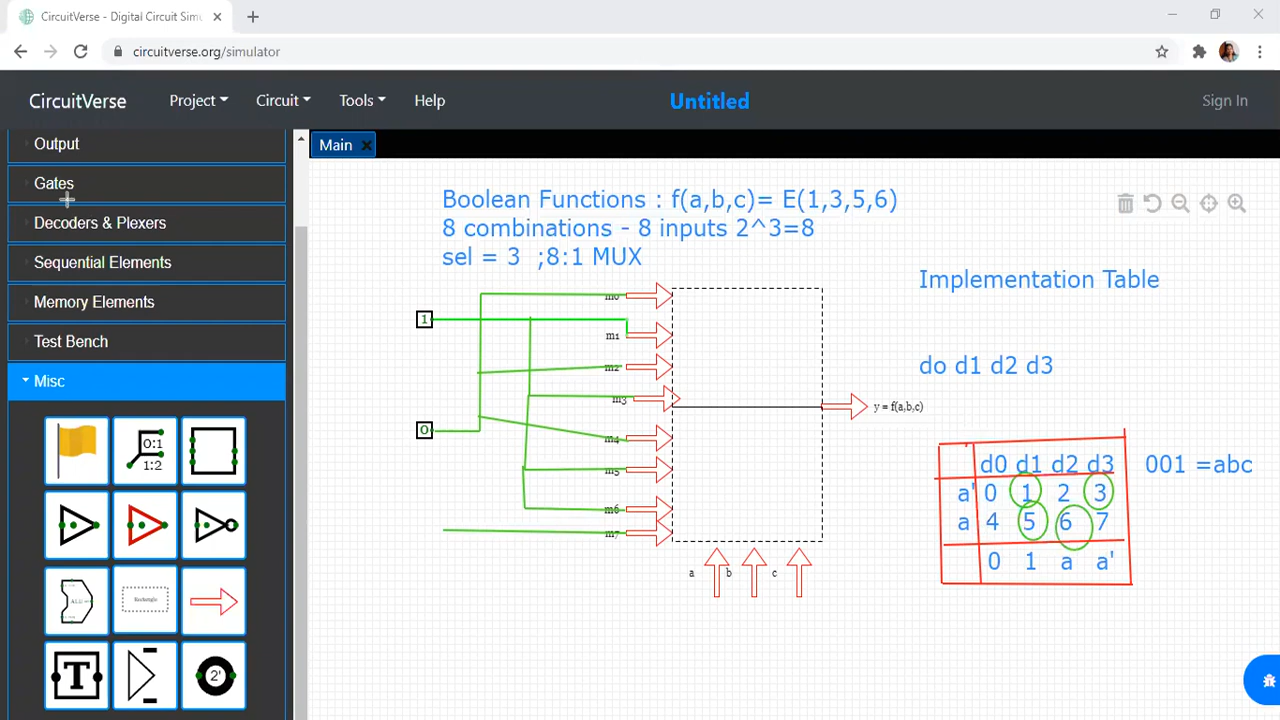 CircuitVerse - Digital Circuit Simu
circuitverse.org/simulator
CircuitVerse Project Circuit Tools Help Untitled Sign In
Output
Gates
Decoders & Plexers
Sequential Elements
Memory Elements
Test Bench
Misc
0:1
1:2
ALU
Rectangle
T
2'
Main
Boolean Functions : f(a,b,c)= E(1,3,5,6)
8 combinations - 8 inputs 2^3=8
sel = 3 ;8:1 MUX
1
0
m0
m1
m2
m3
m4
m5
m6
m7
y = f(a,b,c)
a b c
Implementation Table
do d1 d2 d3
d0 d1 d2 d3 001 =abc
a' 0 1 2 3
a 4 5 6 7
0 1 a a'